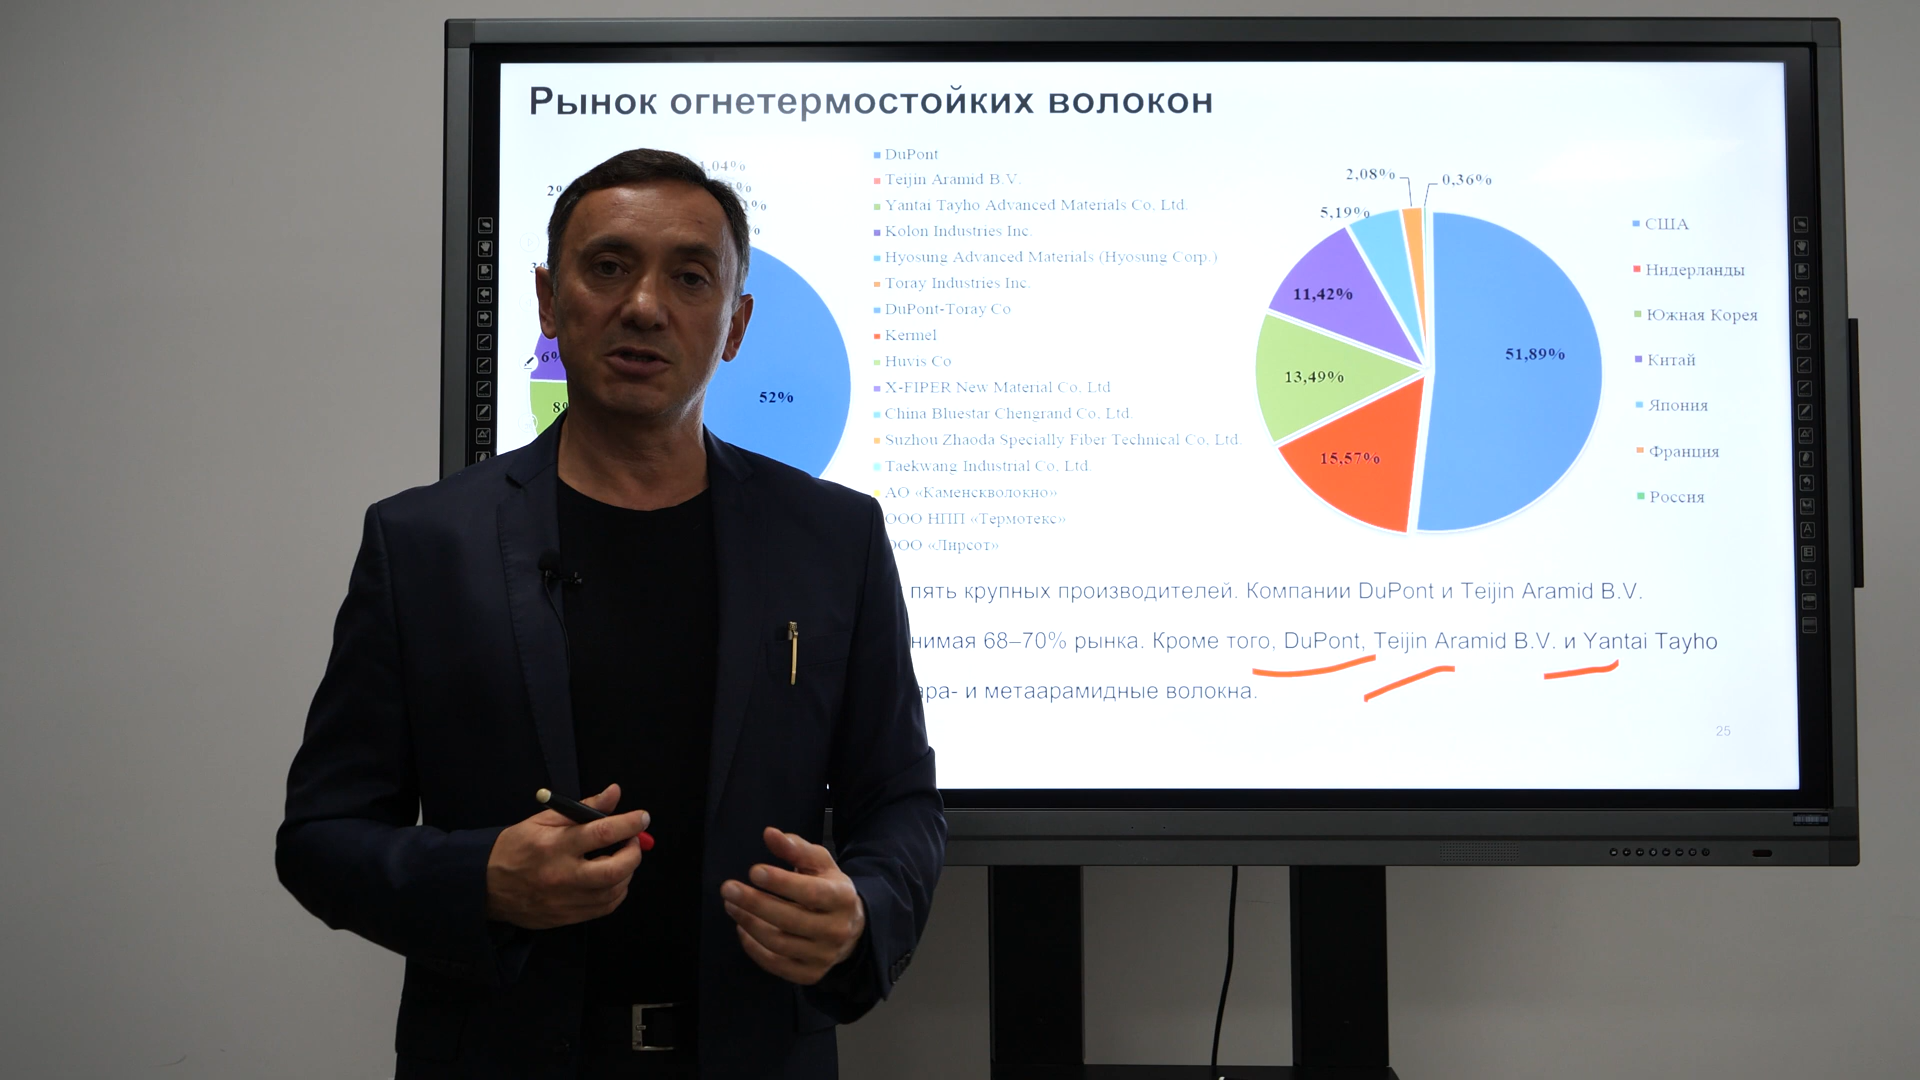 Рынок огнетермостойких волокон
52%
DuPont
Teijin Aramid B.V.
Yantai Tayho Advanced Materials Co. Ltd.
Kolon Industries Inc.
Hyosung Advanced Materials (Hyosung Corp.)
Toray Industries Inc.
DuPont-Toray Co
Kermel
Huvis Co
X-FIPER New Material Co. Ltd
China Bluestar Chengrand Co. Ltd.
Suzhou Zhaoda Specially Fiber Technical Co. Ltd.
Taekwang Industrial Co. Ltd.
АО «Каменскволокно»
ООО НПП «Термотекс»
ООО «Лирсот»
2,08%
0,36%
5,19%
11,42%
13,49%
15,57%
51,89%
США
Нидерланды
Южная Корея
Китай
Япония
Франция
Россия
пять крупных производителей. Компании DuPont и Teijin Aramid B.V.
68–70% рынка. Кроме того, DuPont, Teijin Aramid B.V. и Yantai Tayho
и метаарамидные волокна.
25